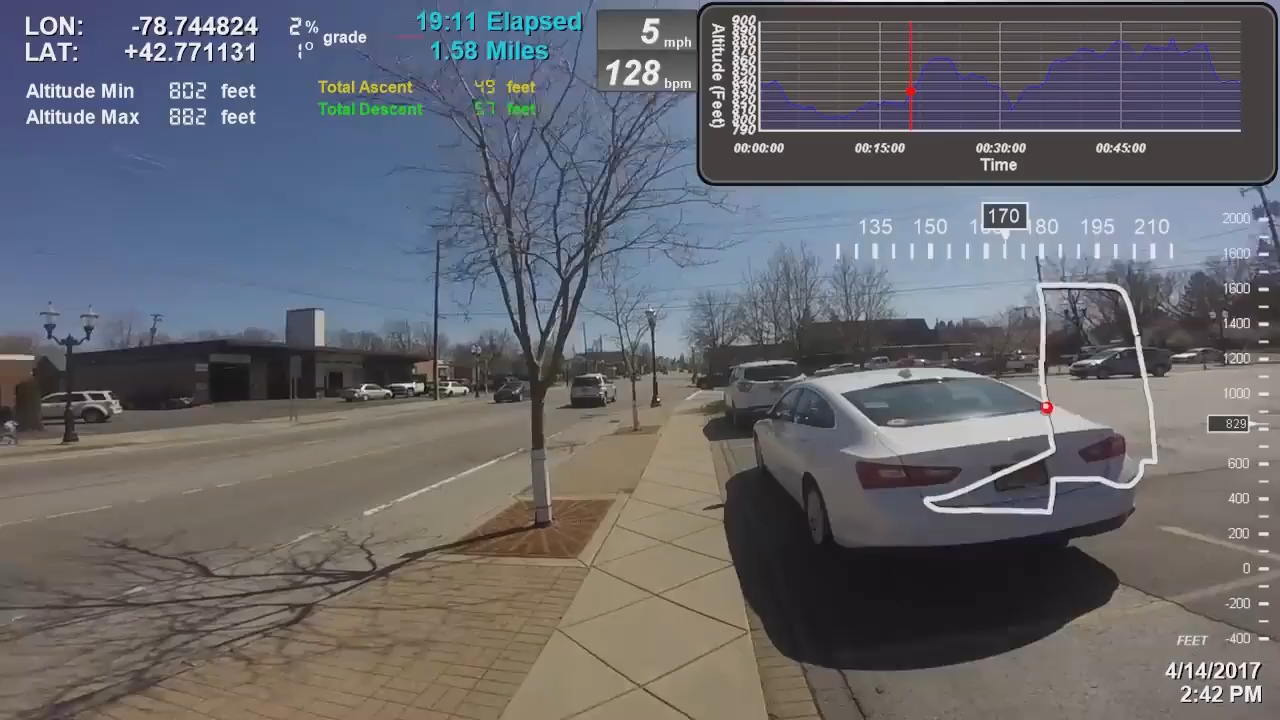 LON: -78.744824
LAT: +42.771131
2 % grade
1°
19:11 Elapsed
1.58 Miles
5 mph
128 bpm
Altitude Min 802 feet
Altitude Max 882 feet
Total Ascent 49 feet
Total Descent 57 feet
Altitude (Feet)
900
890
880
870
860
850
840
830
820
810
800
790
00:00:00 00:15:00 00:30:00 00:45:00
Time
170
135 150 180 195 210
2000
1800
1600
1400
1200
1000
829
600
400
200
0
-200
-400
FEET
4/14/2017
2:42 PM